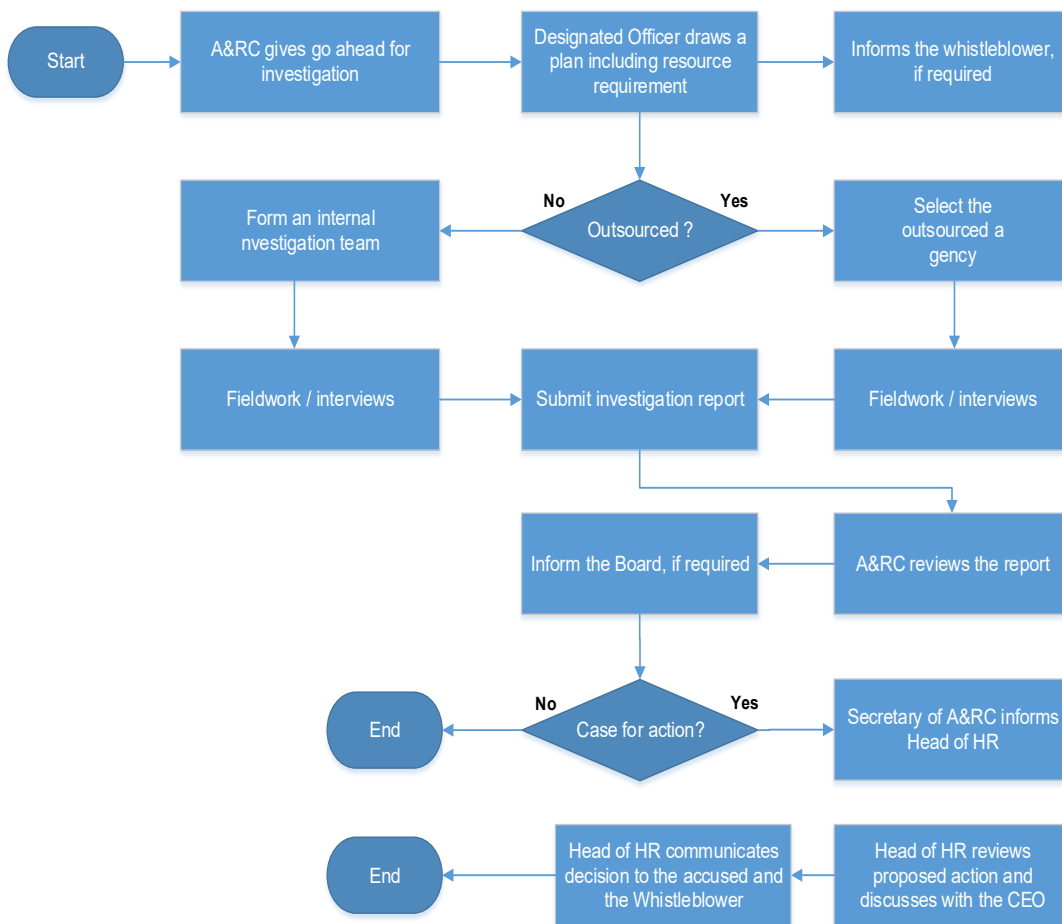 Start
A&RC gives go ahead for
investigation
Designated Officer draws a
plan including resource
requirement
Informs the whistleblower,
if required
Form an internal
nvestigation team
No
Outsourced ?
Yes
Select the
outsourced a
gency
Fieldwork / interviews
Submit investigation report
Fieldwork / interviews
Inform the Board, if required
A&RC reviews the report
End
No
Case for action?
Yes
Secretary of A&RC informs
Head of HR
End
Head of HR communicates
decision to the accused and
the Whistleblower
Head of HR reviews
proposed action and
discusses with the CEO